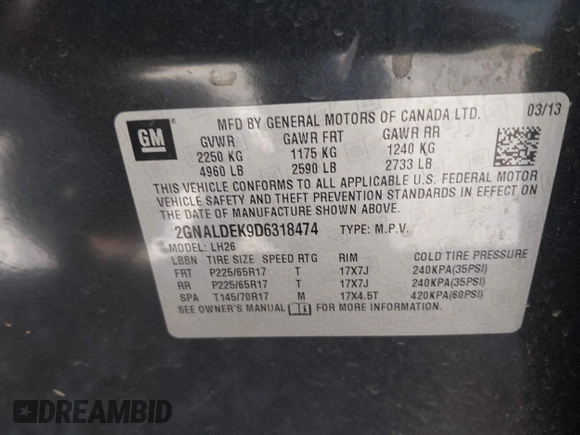 GM
MFD BY GENERAL MOTORS OF CANADA LTD. 03/13
GVWR GAWR FRT GAWR RR
2250 KG 1175 KG 1240 KG
4960 LB 2590 LB 2733 LB
THIS VEHICLE CONFORMS TO ALL APPLICABLE U.S. FEDERAL MOTOR
VEHICLE SAFETY AND THEFT PREVENTION STANDARDS IN EFFECT ON
THE DATE OF MANUFACTURE SHOWN ABOVE.
2GNALDEK9D6318474 TYPE: M.P.V.
MODEL: LH26
LBBN TIRE SIZE SPEED RTG RIM COLD TIRE PRESSURE
FRT P225/65R17 T 17X7J 240KPA(35PSI)
RR P225/65R17 T 17X7J 240KPA(35PSI)
SPA T145/70R17 M 17X4.5T 420KPA(60PSI)
SEE OWNER'S MANUAL FOR MORE INFORMATION.
DREAMBID